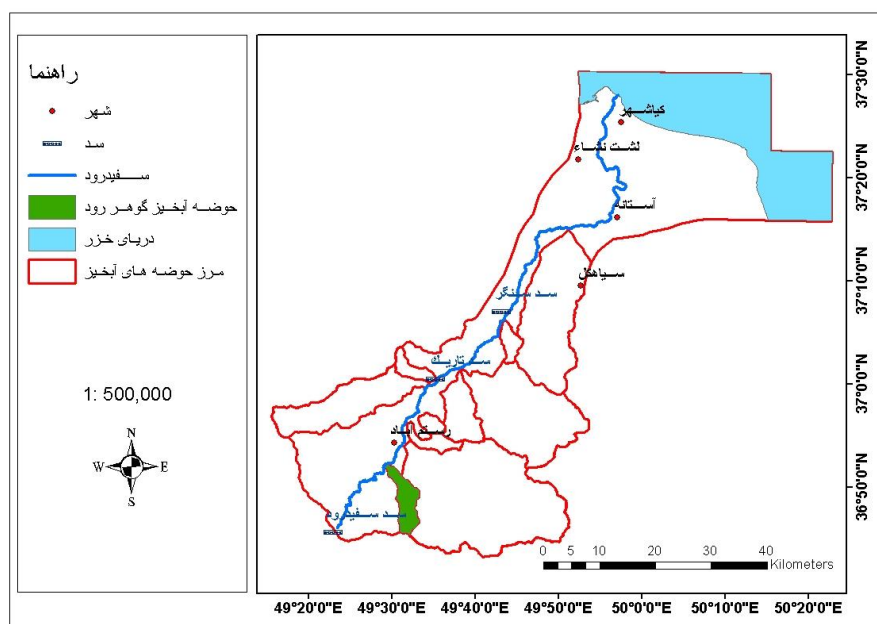 راهنما
شهر
سد
سفیدرود
حوضه آبخیز گوهر رود
دریای خزر
مرز حوضه های آبخیز
1: 500,000
N
W
E
S
کیاشهر
لشت نشاء
آستانه
سیاهکل
سد سنگر
سد تاریک
رستم آباد
سد سفیدرود
37°30'0"N
37°20'0"N
37°10'0"N
37°0'0"N
36°50'0"N
0 5 10 20 30 40
Kilometers
49°20'0"E 49°30'0"E 49°40'0"E 49°50'0"E 50°0'0"E 50°10'0"E 50°20'0"E